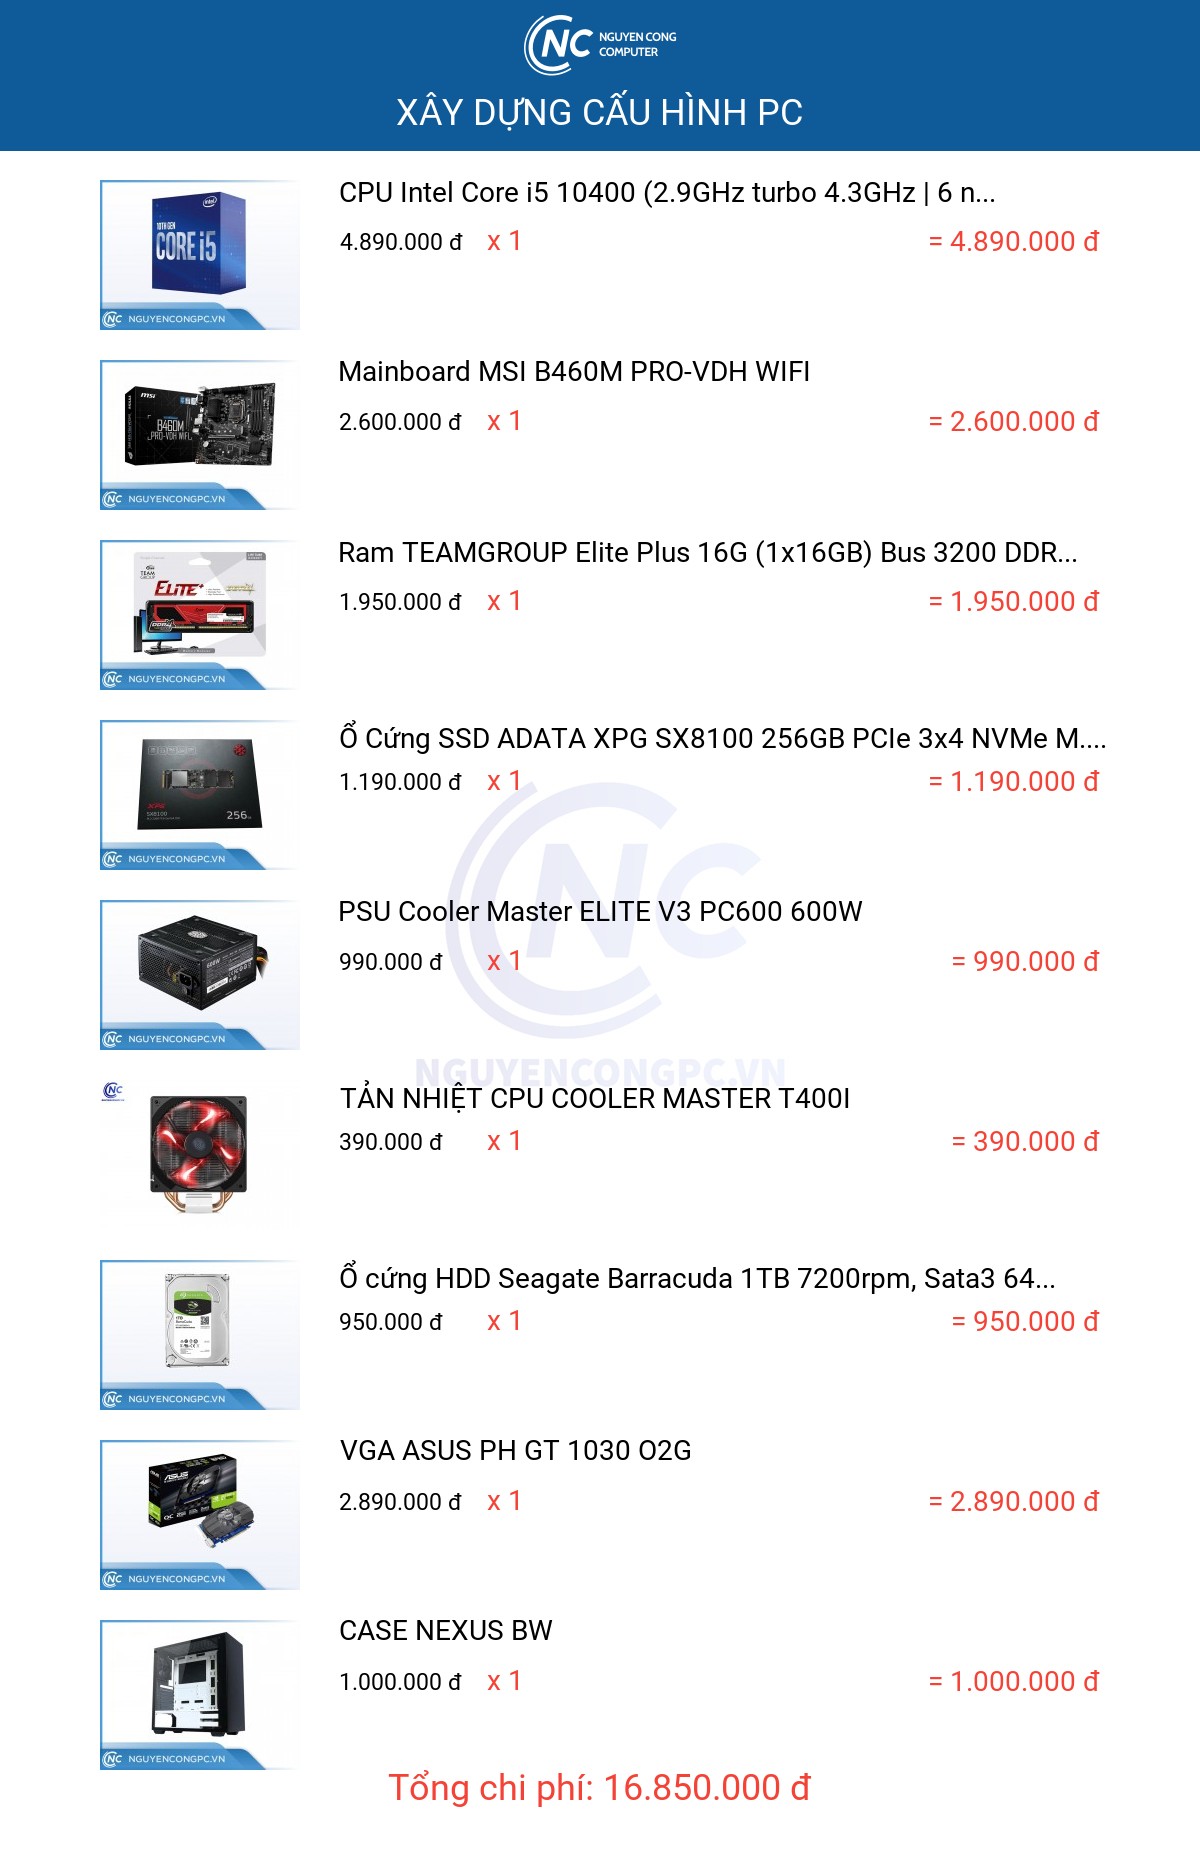 NC NGUYEN CONG
COMPUTER
XÂY DỰNG CẤU HÌNH PC
CPU Intel Core i5 10400 (2.9GHz turbo 4.3GHz | 6 n...
4.890.000 đ x 1 = 4.890.000 đ
intel
10TH GEN
CORE i5
NC NGUYENCONGPC.VN
Mainboard MSI B460M PRO-VDH WIFI
2.600.000 đ x 1 = 2.600.000 đ
msi
B460M
PRO-VDH WIFI
NC NGUYENCONGPC.VN
Ram TEAMGROUP Elite Plus 16G (1x16GB) Bus 3200 DDR...
1.950.000 đ x 1 = 1.950.000 đ
TEAM
GROUP
ELITE+
DDR4
NC NGUYENCONGPC.VN
Ổ Cứng SSD ADATA XPG SX8100 256GB PCIe 3x4 NVMe M....
1.190.000 đ x 1 = 1.190.000 đ
XPG
SX8100
256
NC NGUYENCONGPC.VN
NC
NGUYENCONGPC.VN
PSU Cooler Master ELITE V3 PC600 600W
990.000 đ x 1 = 990.000 đ
600W
NC NGUYENCONGPC.VN
NC
TẢN NHIỆT CPU COOLER MASTER T400I
390.000 đ x 1 = 390.000 đ
Ổ cứng HDD Seagate Barracuda 1TB 7200rpm, Sata3 64...
950.000 đ x 1 = 950.000 đ
NC NGUYENCONGPC.VN
VGA ASUS PH GT 1030 O2G
2.890.000 đ x 1 = 2.890.000 đ
ASUS
NC NGUYENCONGPC.VN
CASE NEXUS BW
1.000.000 đ x 1 = 1.000.000 đ
NC NGUYENCONGPC.VN
Tổng chi phí: 16.850.000 đ